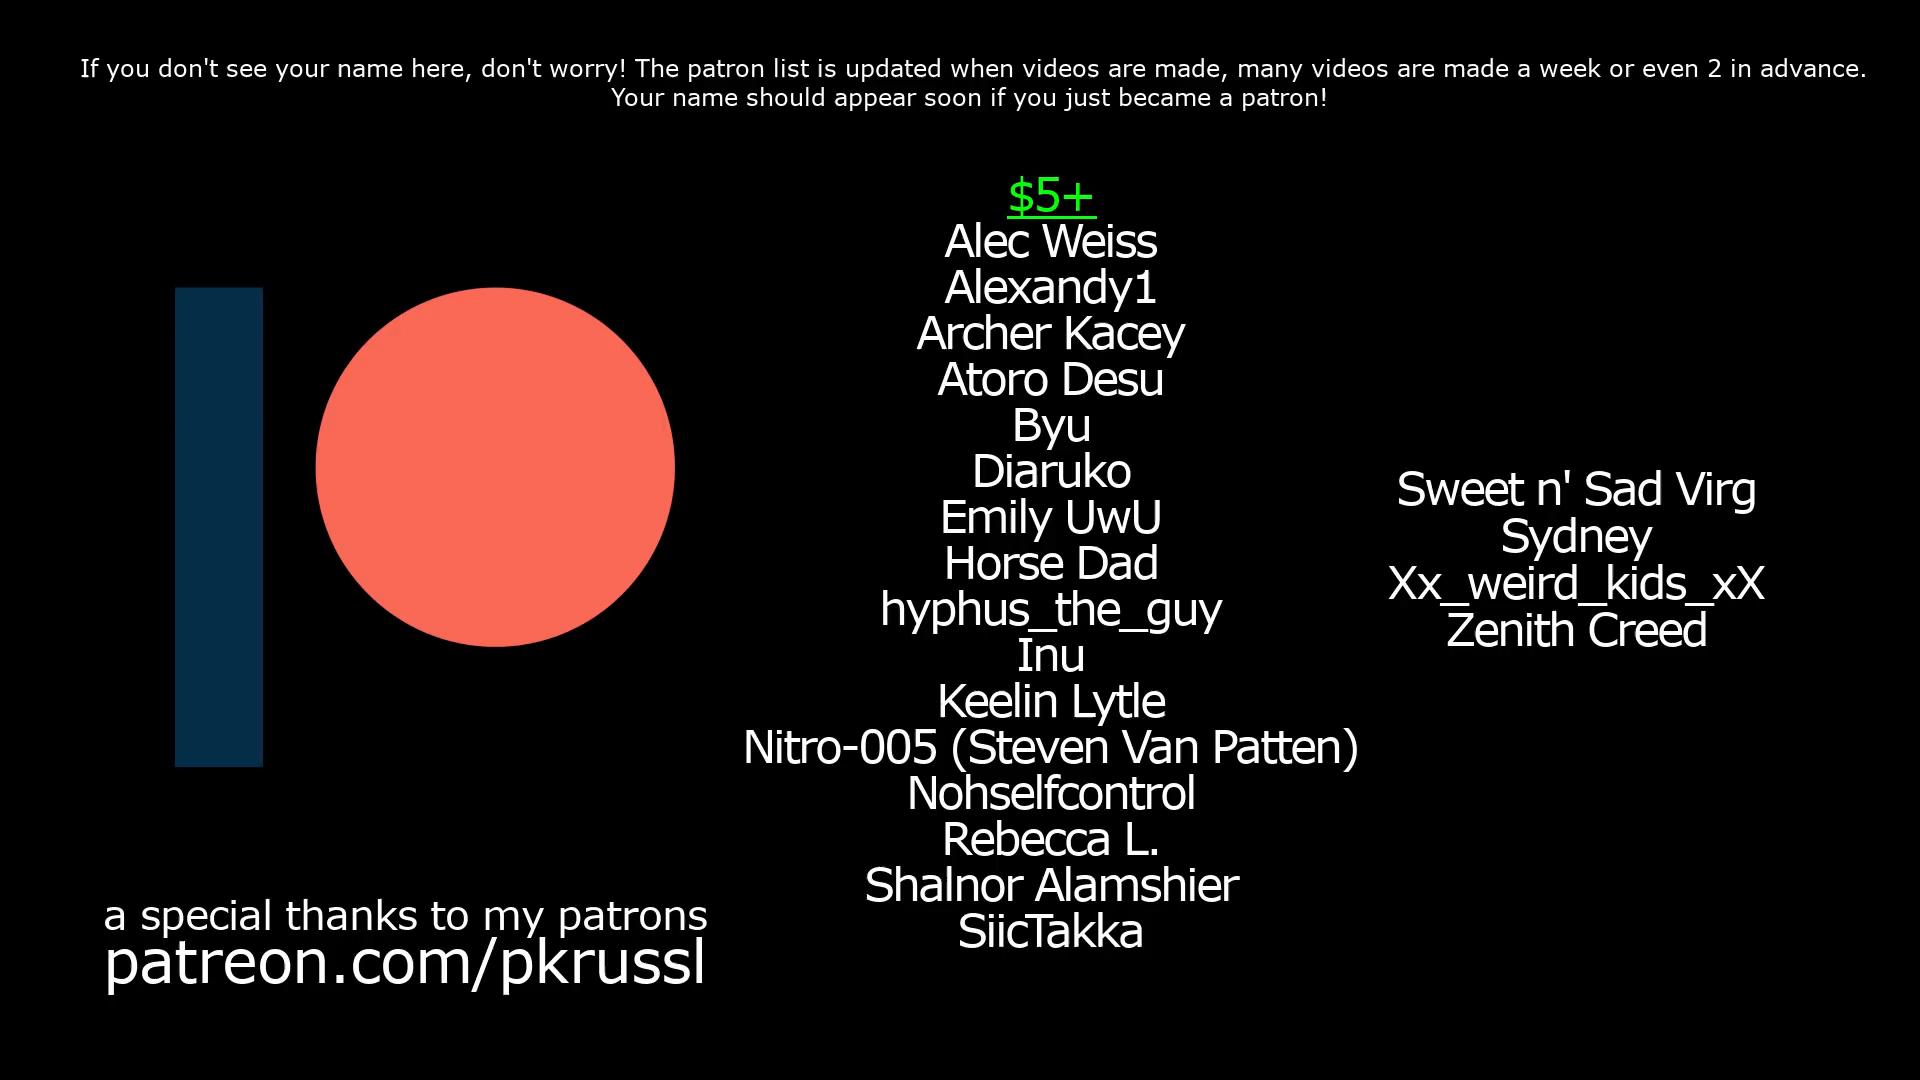 If you don't see your name here, don't worry! The patron list is updated when videos are made, many videos are made a week or even 2 in advance.
Your name should appear soon if you just became a patron!
$5+
Alec Weiss
Alexandy1
Archer Kacey
Atoro Desu
Byu
Diaruko
Emily UwU
Horse Dad
hyphus_the_guy
Inu
Keelin Lytle
Nitro-005 (Steven Van Patten)
Nohselfcontrol
Rebecca L.
Shalnor Alamshier
SiicTakka
Sweet n' Sad Virg
Sydney
Xx_weird_kids_xX
Zenith Creed
a special thanks to my patrons
patreon.com/pkrussl